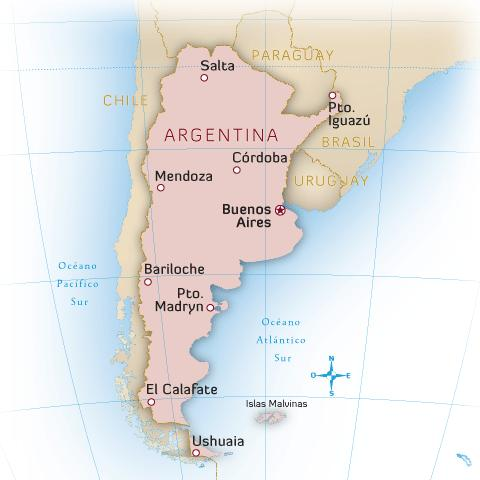 PARAGUAY
Salta
CHILE
Pto.
Iguazú
ARGENTINA
BRASIL
Córdoba
Mendoza
URUGUAY
Buenos
Aires
Océano
Pacífico
Sur
Bariloche
Pto.
Madryn
Océano
Atlántico
Sur
N
O E
S
El Calafate
Islas Malvinas
Ushuaia